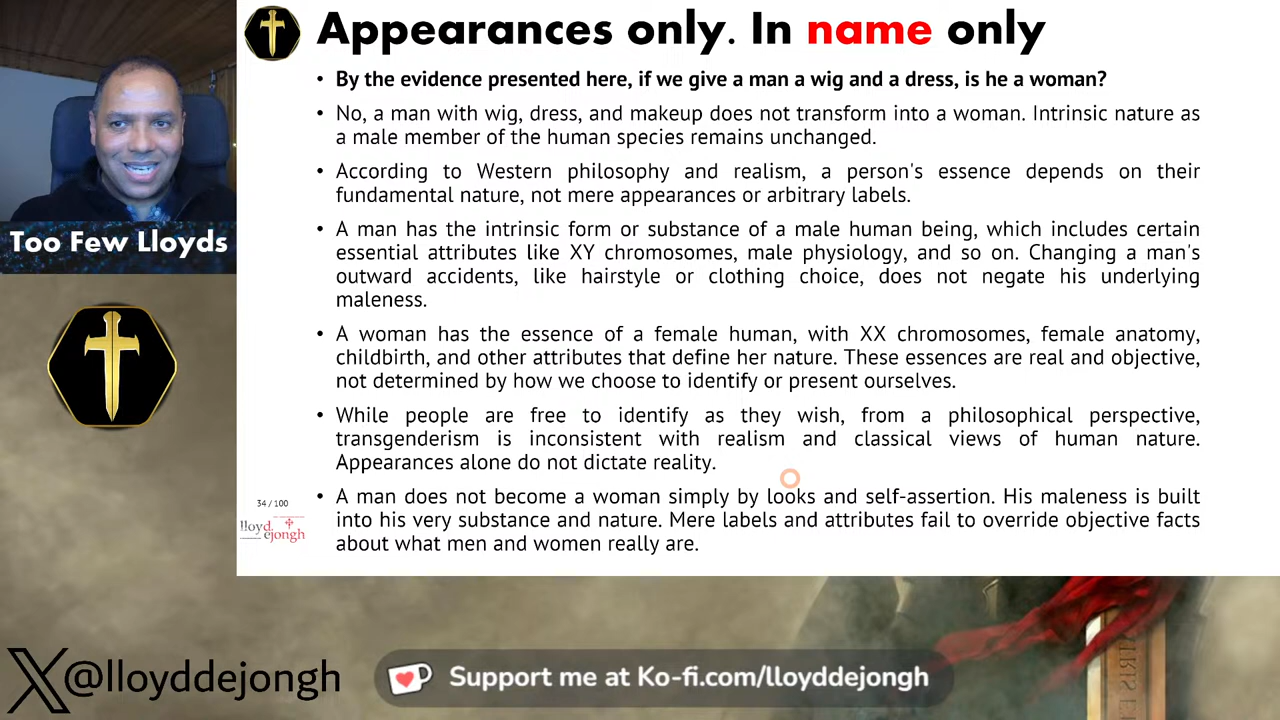 Appearances only. In name only
• By the evidence presented here, if we give a man a wig and a dress, is he a woman?
• No, a man with wig, dress, and makeup does not transform into a woman. Intrinsic nature as
a male member of the human species remains unchanged.
• According to Western philosophy and realism, a person's essence depends on their
fundamental nature, not mere appearances or arbitrary labels.
• A man has the intrinsic form or substance of a male human being, which includes certain
essential attributes like XY chromosomes, male physiology, and so on. Changing a man's
outward accidents, like hairstyle or clothing choice, does not negate his underlying
maleness.
• A woman has the essence of a female human, with XX chromosomes, female anatomy,
childbirth, and other attributes that define her nature. These essences are real and objective,
not determined by how we choose to identify or present ourselves.
• While people are free to identify as they wish, from a philosophical perspective,
transgenderism is inconsistent with realism and classical views of human nature.
Appearances alone do not dictate reality.
• A man does not become a woman simply by looks and self-assertion. His maleness is built
into his very substance and nature. Mere labels and attributes fail to override objective facts
about what men and women really are.
Too Few Lloyds
34 / 100
lloyd
dejongh
X@lloyddejongh
Support me at Ko-fi.com/lloyddejongh